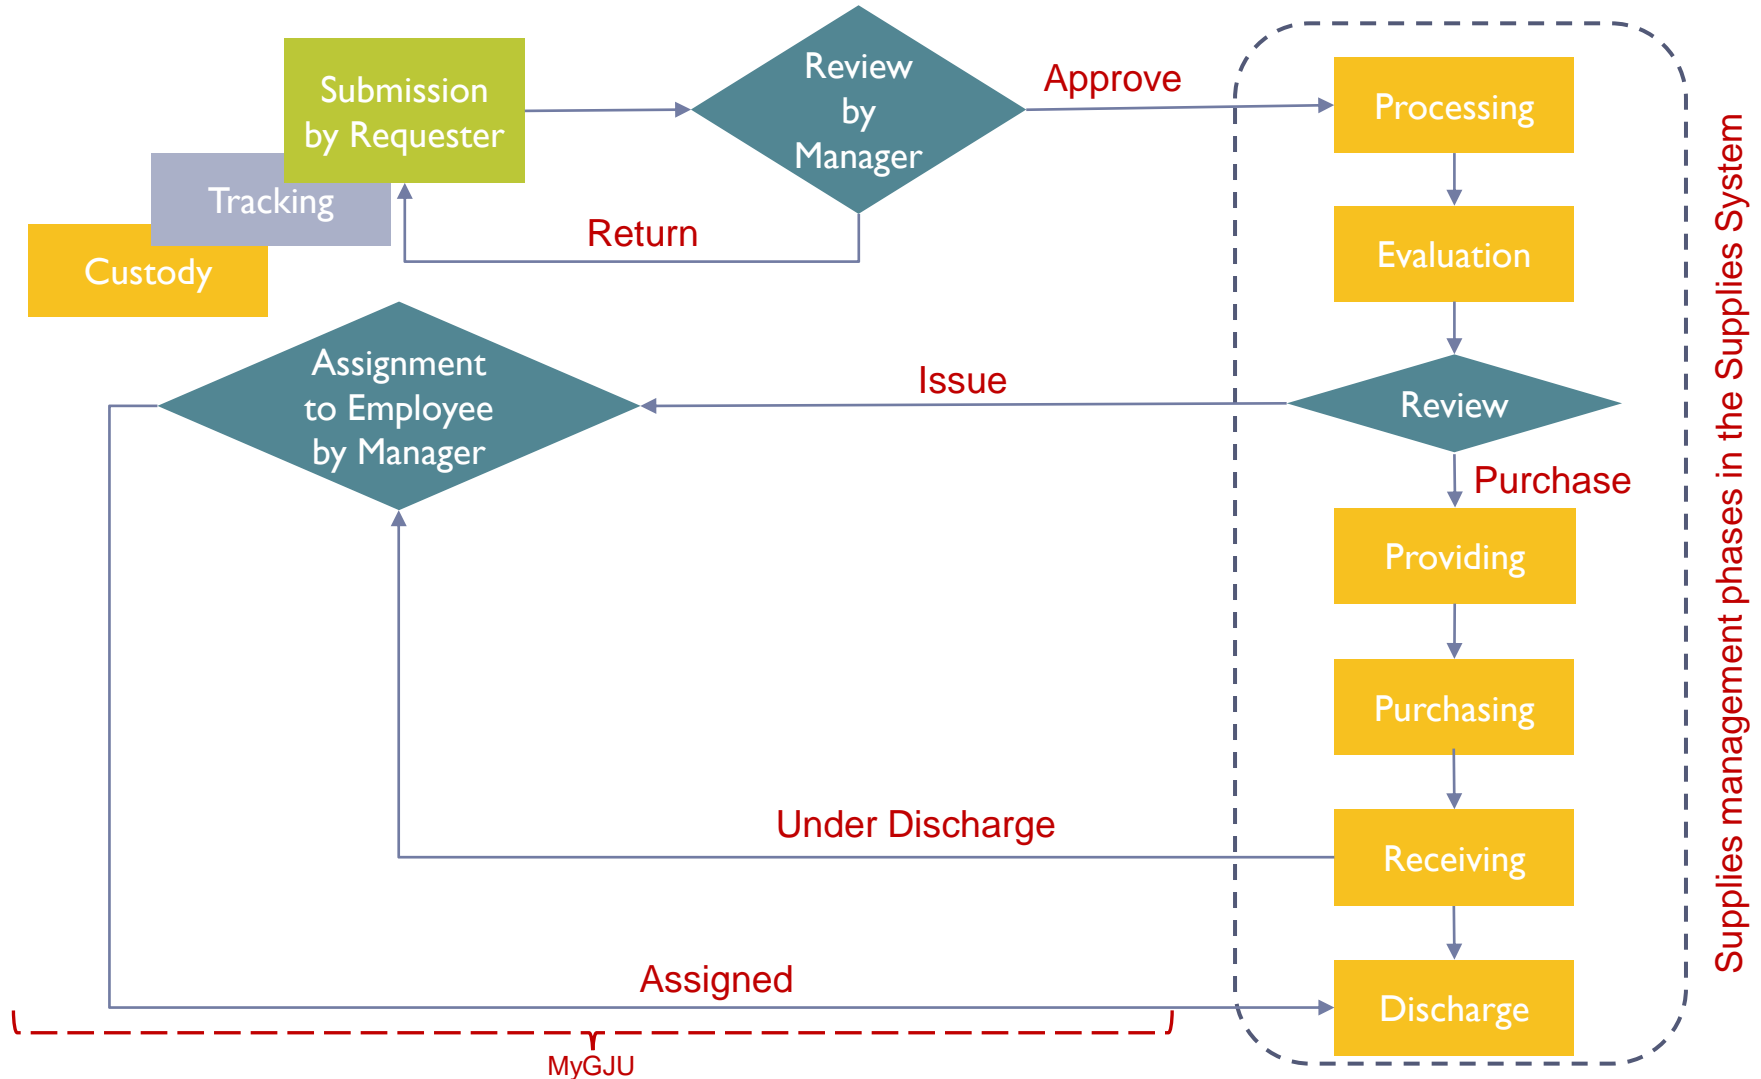 Submission
by Requester
Tracking
Custody
Review
by
Manager
Approve
Return
Processing
Evaluation
Review
Issue
Assignment
to Employee
by Manager
Purchase
Providing
Purchasing
Under Discharge
Receiving
Assigned
Discharge
MyGJU
Supplies management phases in the Supplies System